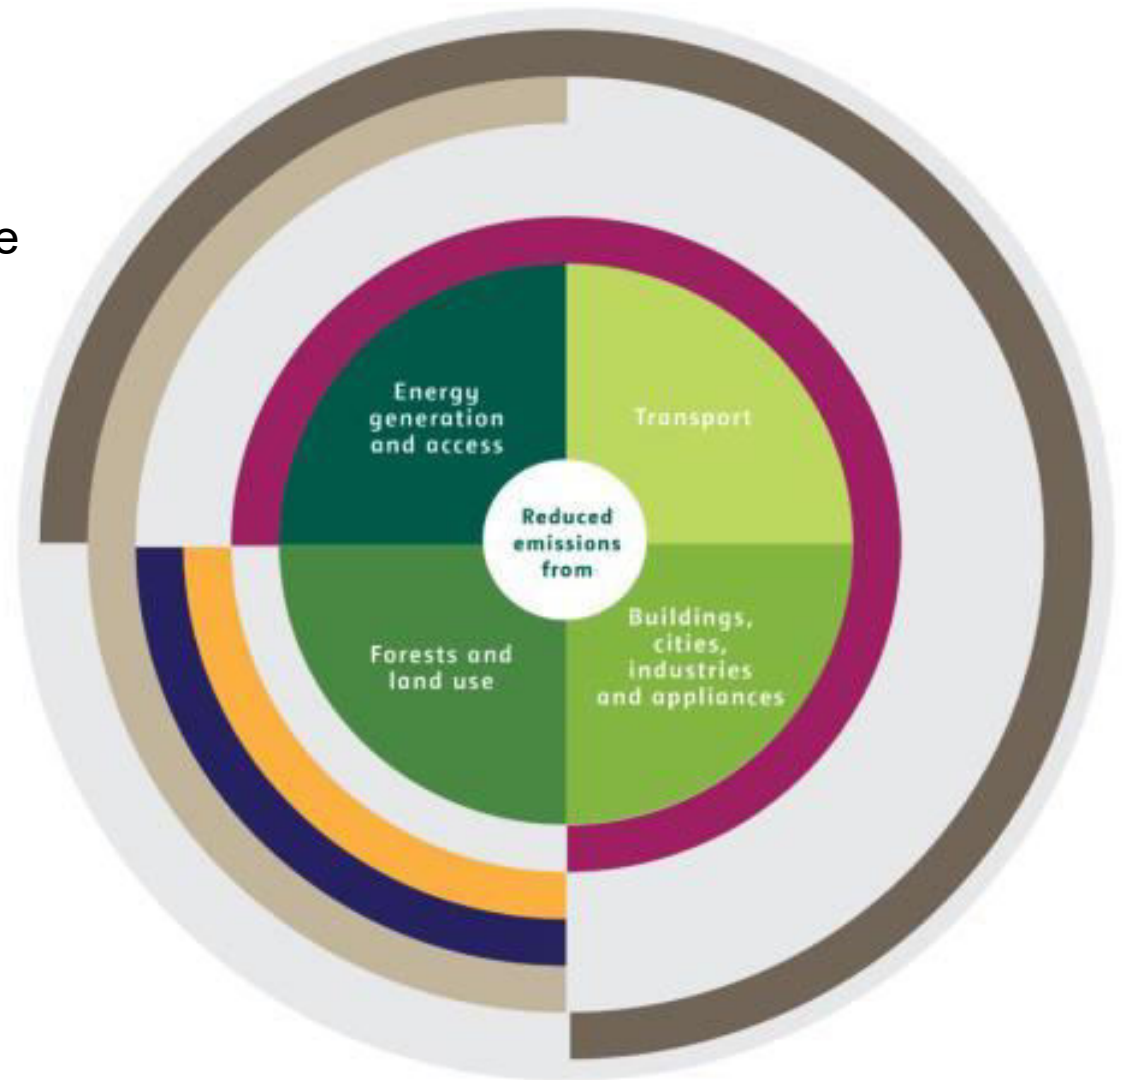 e
Energy
generation
and access
Transport
Reduced
emissions
from
Forests and
land use
Buildings,
cities,
industries
and appliances